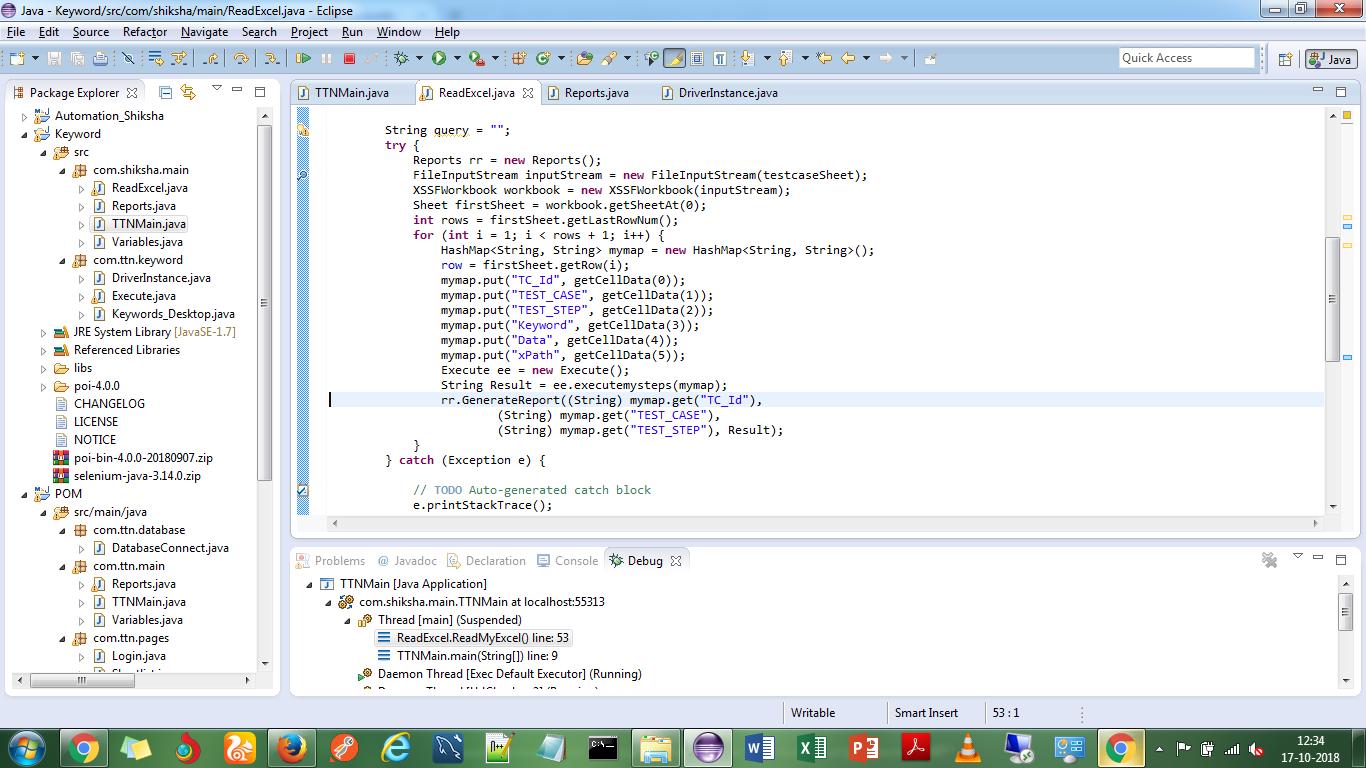 Java - Keyword/src/com/shiksha/main/ReadExcel.java - Eclipse
File Edit Source Refactor Navigate Search Project Run Window Help
Quick Access
Java
Package Explorer
Automation_Shiksha
Keyword
src
com.shiksha.main
ReadExcel.java
Reports.java
TTNMain.java
Variables.java
com.ttn.keyword
DriverInstance.java
Execute.java
Keywords_Desktop.java
JRE System Library [JavaSE-1.7]
Referenced Libraries
libs
poi-4.0.0
CHANGELOG
LICENSE
NOTICE
poi-bin-4.0.0-20180907.zip
selenium-java-3.14.0.zip
POM
src/main/java
com.ttn.database
DatabaseConnect.java
com.ttn.main
Reports.java
TTNMain.java
Variables.java
com.ttn.pages
Login.java
TTNMain.java ReadExcel.java Reports.java DriverInstance.java
String query = "";
try {
Reports rr = new Reports();
FileInputStream inputStream = new FileInputStream(testcaseSheet);
XSSFWorkbook workbook = new XSSFWorkbook(inputStream);
Sheet firstSheet = workbook.getSheetAt(0);
int rows = firstSheet.getLastRowNum();
for (int i = 1; i < rows + 1; i++) {
HashMap<String, String> mymap = new HashMap<String, String>();
row = firstSheet.getRow(i);
mymap.put("TC_Id", getCellData(0));
mymap.put("TEST_CASE", getCellData(1));
mymap.put("TEST_STEP", getCellData(2));
mymap.put("Keyword", getCellData(3));
mymap.put("Data", getCellData(4));
mymap.put("xPath", getCellData(5));
Execute ee = new Execute();
String Result = ee.executemysteps(mymap);
rr.GenerateReport((String) mymap.get("TC_Id"),
(String) mymap.get("TEST_CASE"),
(String) mymap.get("TEST_STEP"), Result);
}
} catch (Exception e) {
// TODO Auto-generated catch block
e.printStackTrace();
Problems @ Javadoc Declaration Console Debug
TTNMain [Java Application]
com.shiksha.main.TTNMain at localhost:55313
Thread [main] (Suspended)
ReadExcel.ReadMyExcel() line: 53
TTNMain.main(String[]) line: 9
Daemon Thread [Exec Default Executor] (Running)
Writable Smart Insert 53 : 1
12:34
17-10-2018